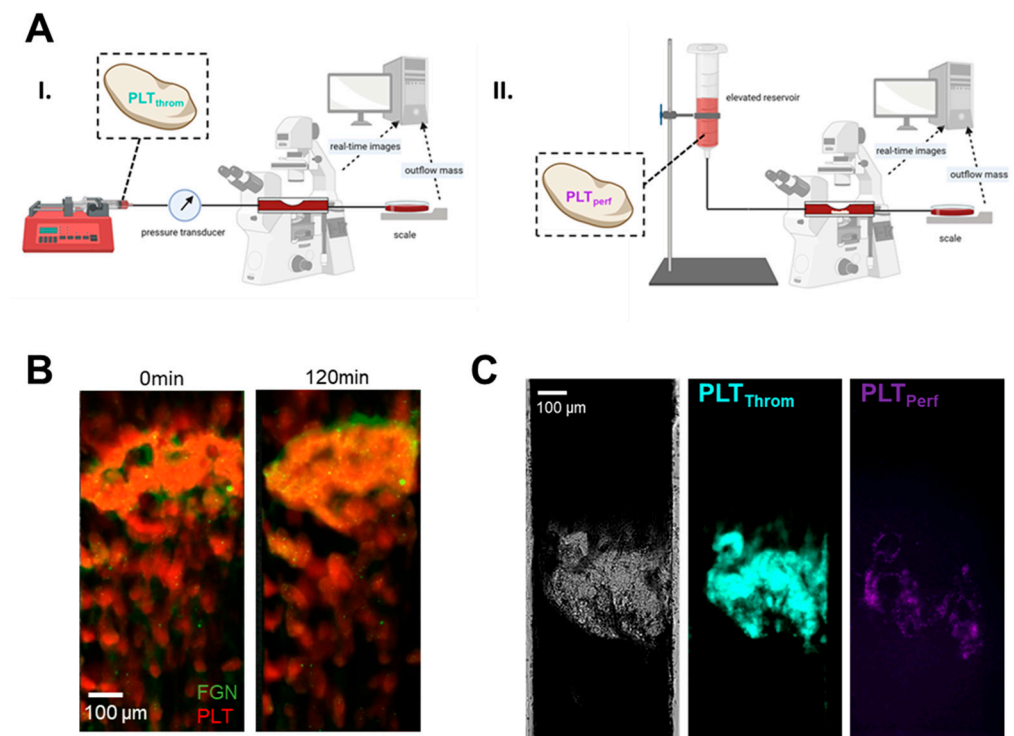 A
I.
PLTthrom
pressure transducer
real-time images
outflow mass
scale
II.
elevated reservoir
PLTperf
real-time images
outflow mass
scale
B
0min
120min
FGN
PLT
100 µm
C
100 µm
PLTThrom
PLTPerf